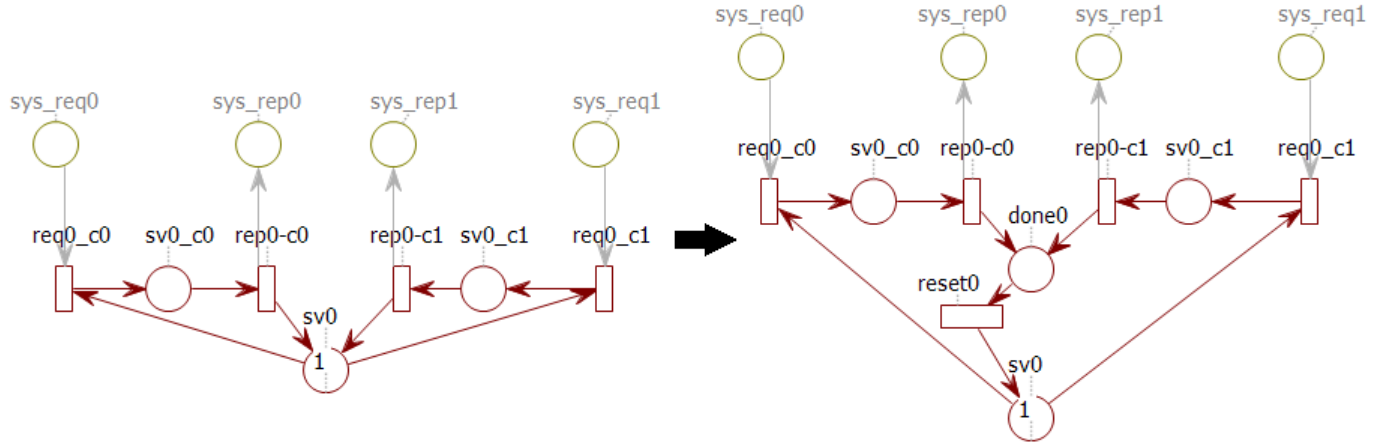 sys_req0 sys_rep0 sys_rep1 sys_req1
req0_c0 sv0_c0 rep0-c0 rep0-c1 sv0_c1 req0_c1
sv0
1
sys_req0 sys_rep0 sys_rep1 sys_req1
req0_c0 sv0_c0 rep0-c0 rep0-c1 sv0_c1 req0_c1
done0
reset0
sv0
1